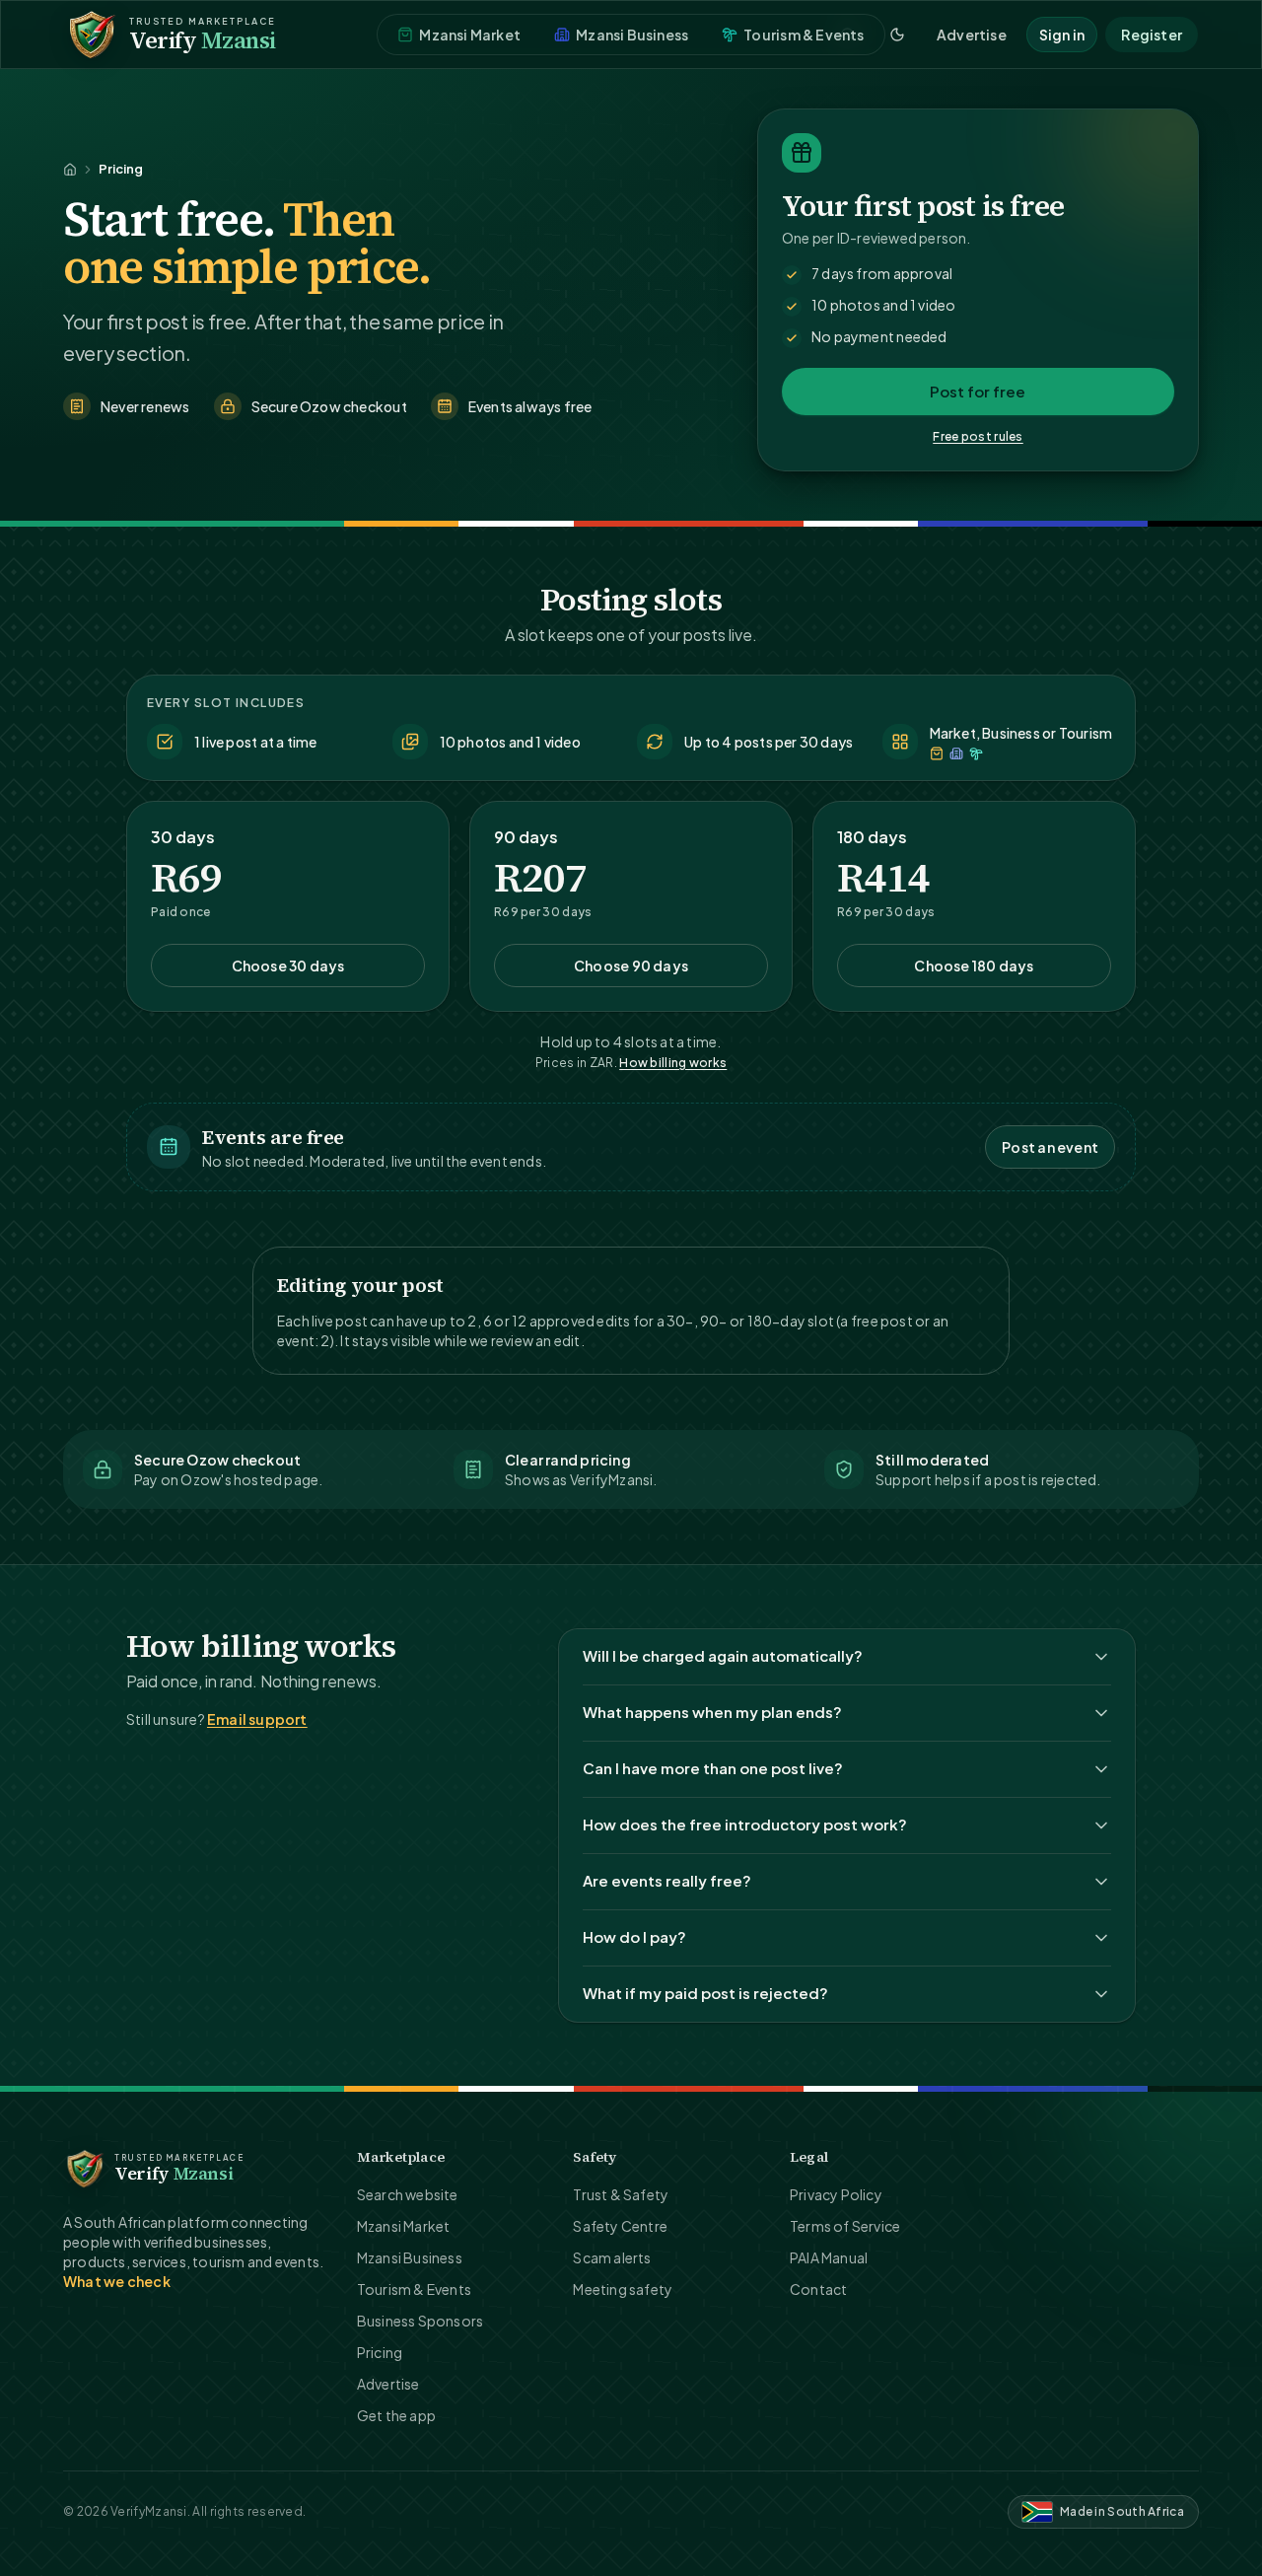 TRUSTED MARKETPLACE
Verify Mzansi
Mzansi Market
Mzansi Business
Tourism & Events
Advertise
Sign in
Register
Pricing
Start free. Then
one simple price.
Your first post is free. After that, the same price in
every section.
Never renews
Secure Ozow checkout
Events always free
Your first post is free
One per ID-reviewed person.
7 days from approval
10 photos and 1 video
No payment needed
Post for free
Free post rules
Posting slots
A slot keeps one of your posts live.
EVERY SLOT INCLUDES
1 live post at a time
10 photos and 1 video
Up to 4 posts per 30 days
Market, Business or Tourism
30 days
R69
Paid once
Choose 30 days
90 days
R207
R69 per 30 days
Choose 90 days
180 days
R414
R69 per 30 days
Choose 180 days
Hold up to 4 slots at a time.
Prices in ZAR. How billing works
Events are free
No slot needed. Moderated, live until the event ends.
Post an event
Editing your post
Each live post can have up to 2, 6 or 12 approved edits for a 30-, 90- or 180-day slot (a free post or an
event: 2). It stays visible while we review an edit.
Secure Ozow checkout
Pay on Ozow's hosted page.
Clear rand pricing
Shows as VerifyMzansi.
Still moderated
Support helps if a post is rejected.
How billing works
Paid once, in rand. Nothing renews.
Still unsure? Email support
Will I be charged again automatically?
What happens when my plan ends?
Can I have more than one post live?
How does the free introductory post work?
Are events really free?
How do I pay?
What if my paid post is rejected?
TRUSTED MARKETPLACE
Verify Mzansi
A South African platform connecting
people with verified businesses,
products, services, tourism and events.
What we check
Marketplace
Search website
Mzansi Market
Mzansi Business
Tourism & Events
Business Sponsors
Pricing
Advertise
Get the app
Safety
Trust & Safety
Safety Centre
Scam alerts
Meeting safety
Legal
Privacy Policy
Terms of Service
PAIA Manual
Contact
© 2026 VerifyMzansi. All rights reserved.
Made in South Africa